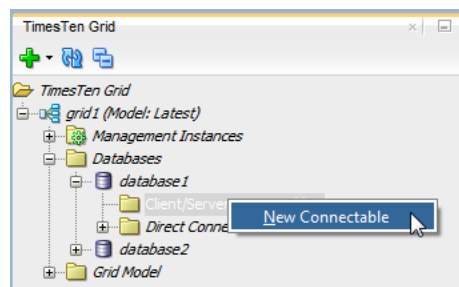 TimesTen Grid
TimesTen Grid
grid1 (Model: Latest)
Management Instances
Databases
database1
Client/Server
New Connectable
Direct
database2
Grid Model